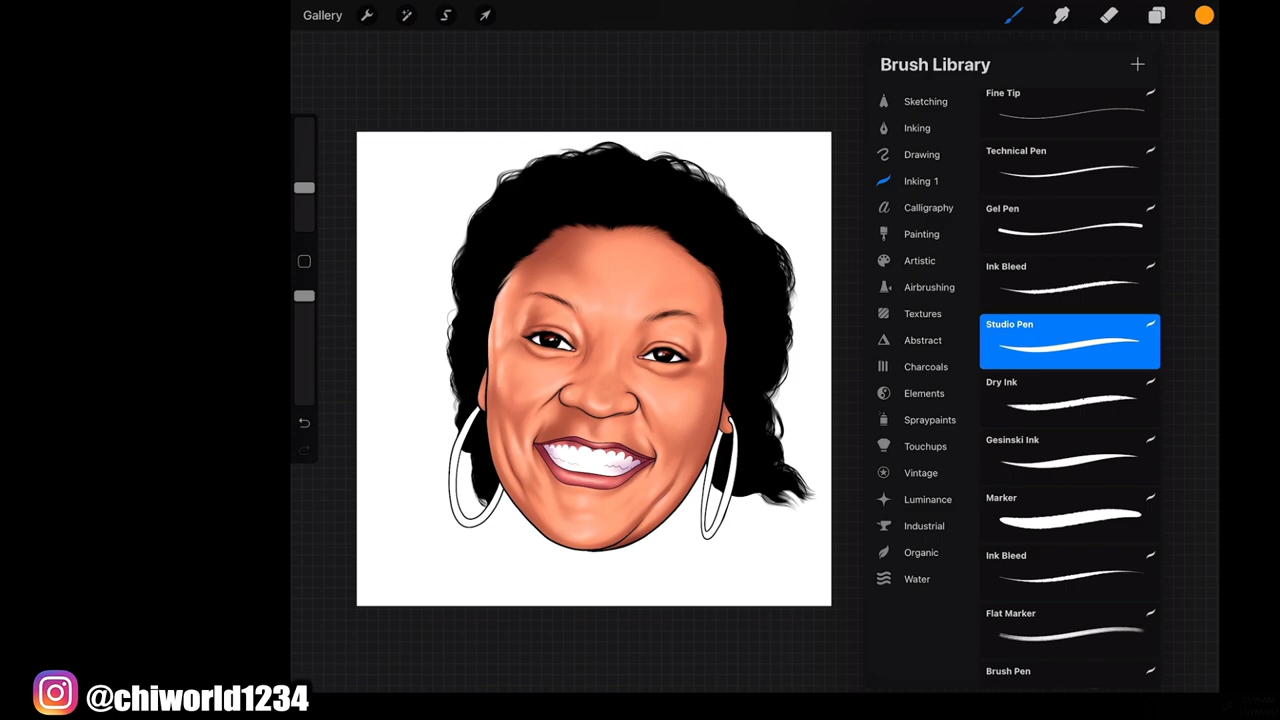 Gallery
Brush Library
Sketching
Inking
Drawing
Inking 1
Calligraphy
Painting
Artistic
Airbrushing
Textures
Abstract
Charcoals
Elements
Spraypaints
Touchups
Vintage
Luminance
Industrial
Organic
Water
Fine Tip
Technical Pen
Gel Pen
Ink Bleed
Studio Pen
Dry Ink
Gesinski Ink
Marker
Ink Bleed
Flat Marker
Brush Pen
@chiworld1234